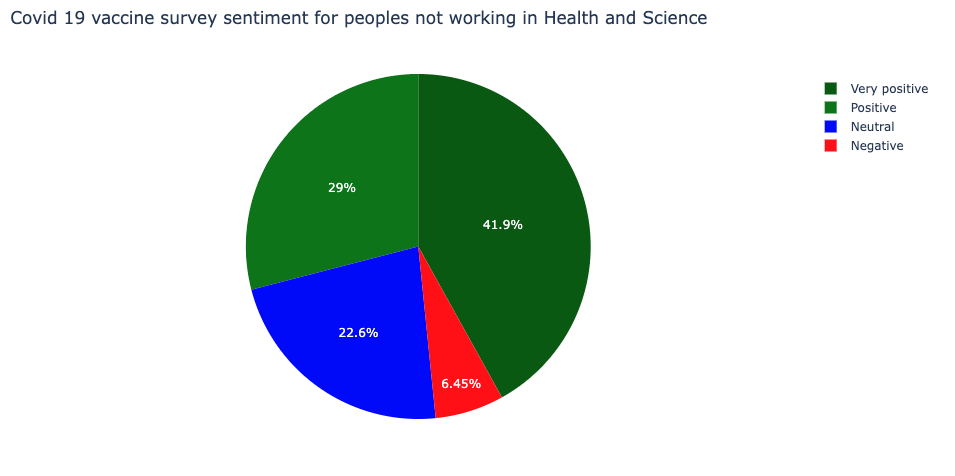 Covid 19 vaccine survey sentiment for peoples not working in Health and Science
Very positive
Positive
Neutral
Negative
29%
41.9%
22.6%
6.45%